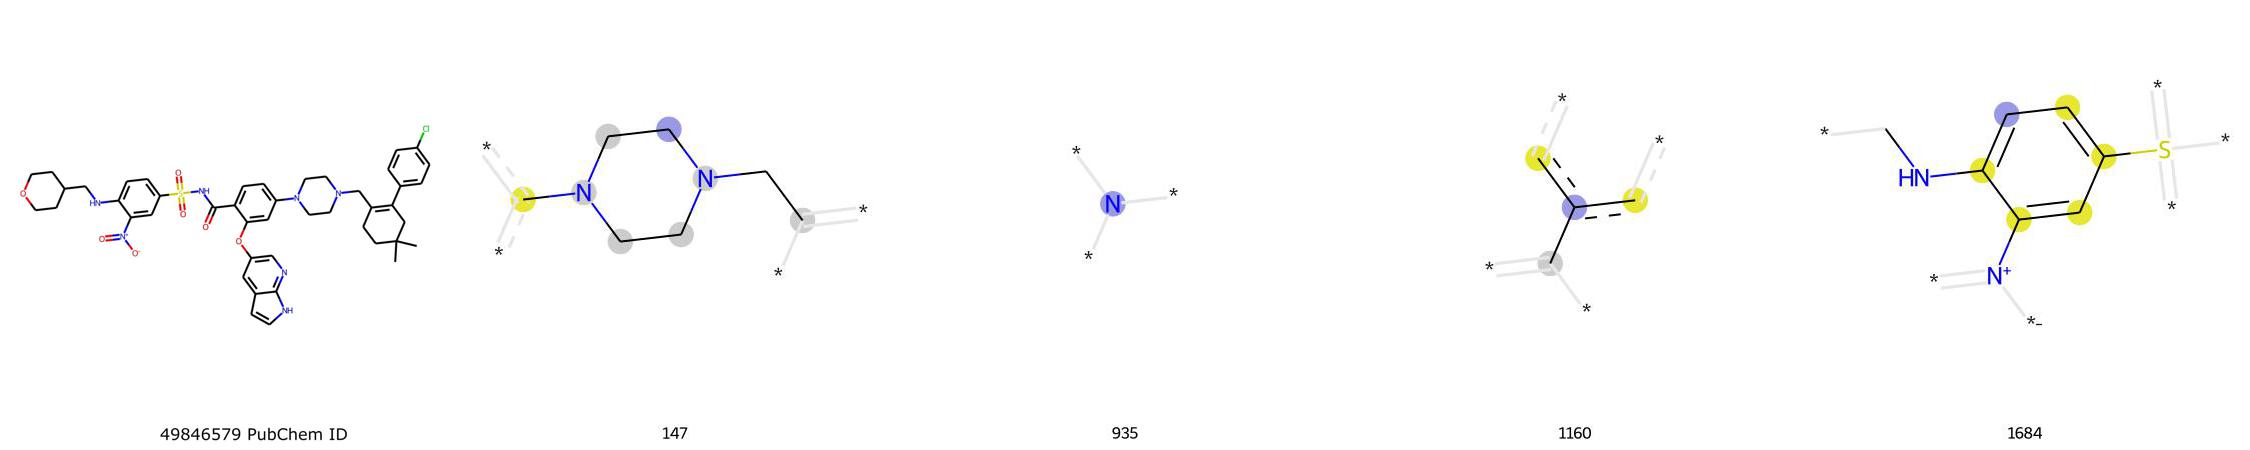 49846579 PubChem ID
147
935
1160
1684
Cl
O
O
HN
N⁺
O
O⁻
S
O
O
NH
O
O
N
N
N
NH
*
*
N
N
*
*
*
N
*
*
*
*
*
*
*
HN
N⁺
*
*-
*
S
*
*